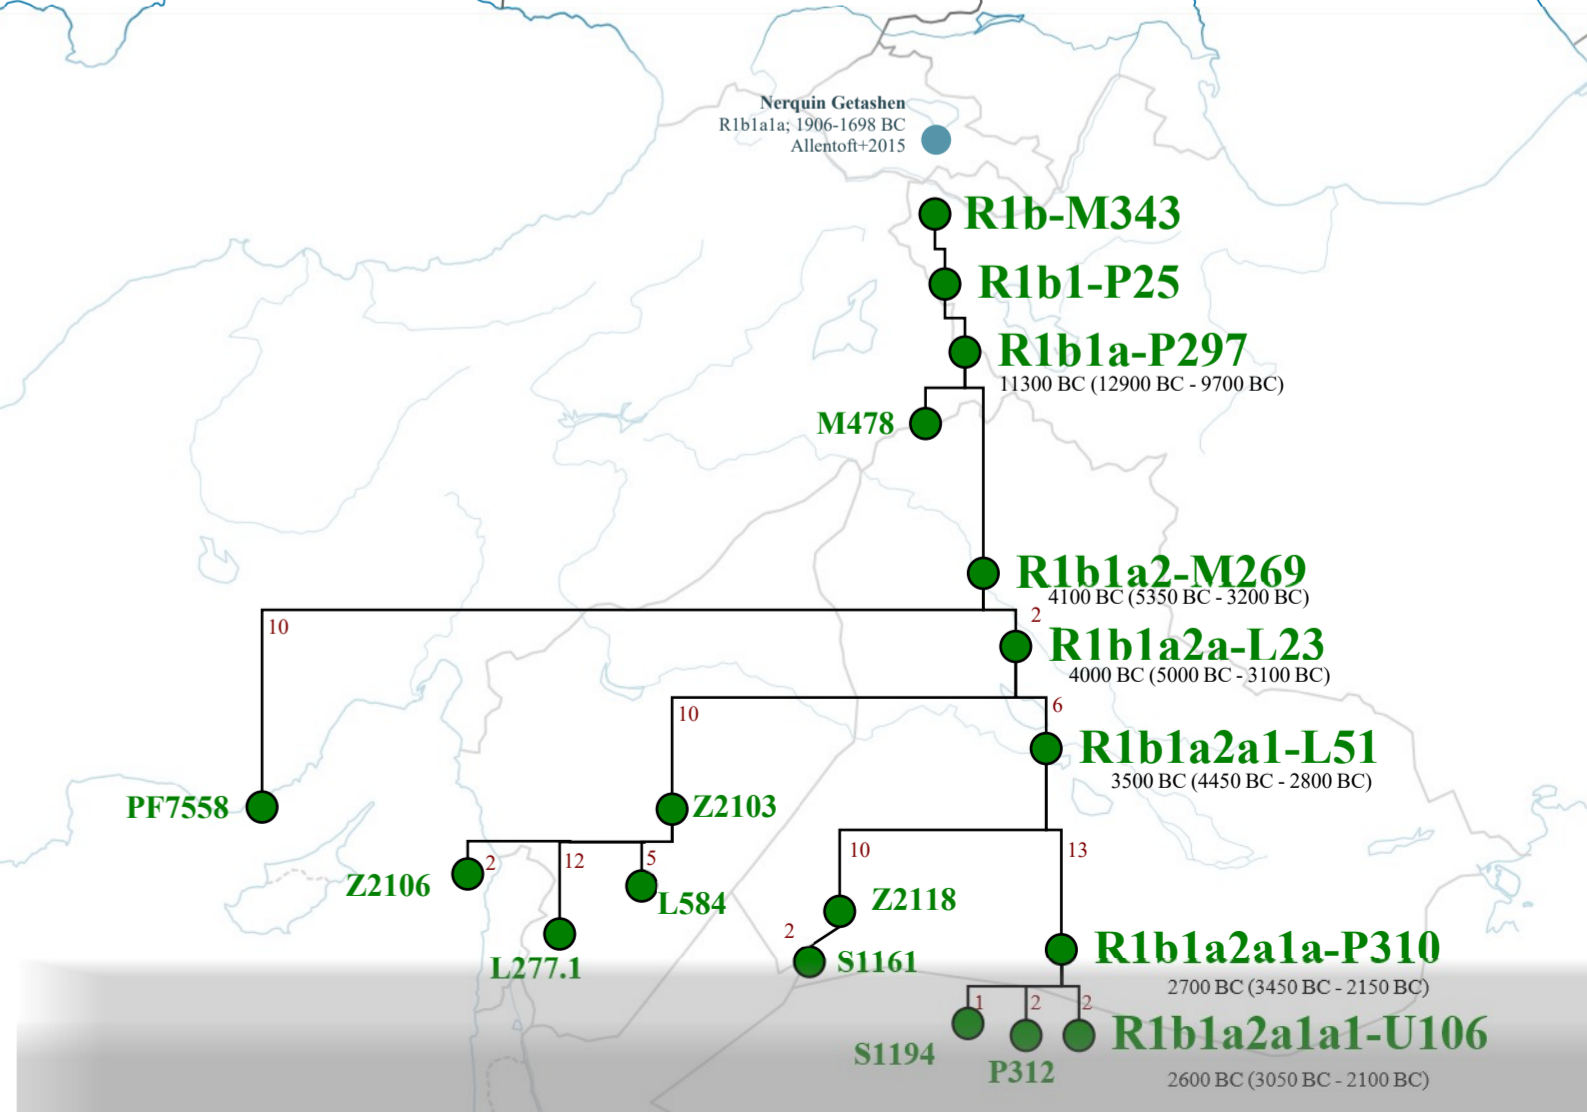 Nerquin Getashen
R1b1a1a; 1906-1698 BC
Allentoft+2015
R1b-M343
R1b1-P25
R1b1a-P297
11300 BC (12900 BC - 9700 BC)
M478
R1b1a2-M269
4100 BC (5350 BC - 3200 BC)
10
2
R1b1a2a-L23
4000 BC (5000 BC - 3100 BC)
10
6
R1b1a2a1-L51
3500 BC (4450 BC - 2800 BC)
PF7558
Z2103
10
13
2
12
5
Z2106
L584
Z2118
L277.1
2
S1161
R1b1a2a1a-P310
2700 BC (3450 BC - 2150 BC)
1
2
2
R1b1a2a1a1-U106
S1194
P312
2600 BC (3050 BC - 2100 BC)